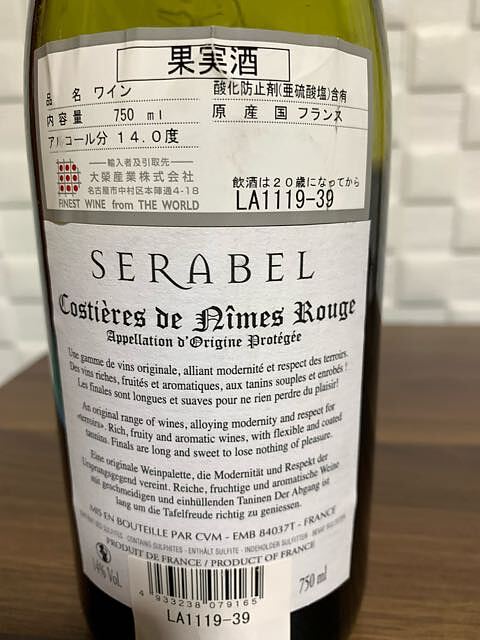 果実酒
品 名 ワイン 酸化防止剤(亜硫酸塩)含有
内容量 750 ml 原産国 フランス
アルコール分 14.0度
輸入者及引取先
大榮産業株式会社
名古屋市中村区本陣通4-18
飲酒は20歳になってから
FINEST WINE from THE WORLD
LA1119-39
SERABEL
Costières de Nîmes Rouge
Appellation d'Origine Protégée
Une gamme de vins originale, alliant modernité et respect des terroirs.
Des vins riches, fruités et aromatiques, aux tanins souples et enrobés !
Les finales sont longues et suaves pour ne rien perdre du plaisir!
An original range of wines, alloying modernity and respect for
«terroirs». Rich, fruity and aromatic wines, with flexible and coated
tannins. Finals are long and sweet to lose nothing of pleasure.
Eine originale Weinpalette, die Modernität und Respekt der
Ursprungsgegend vereint. Reiche, fruchtige und aromatische Weine
mit geschmeidigen und einhüllenden Taninen Der Abgang ist
lang um die Tafelfreude richtig zu genießen.
MIS EN BOUTEILLE PAR CVM - EMB 84037T - FRANCE
CONTAINS SULPHITES - ENTHÄLT SULFITE - INDEHOLDER SULFITTER
PRODUIT DE FRANCE / PRODUCT OF FRANCE
14% Vol.
750 ml
4 933238 079165
LA1119-39